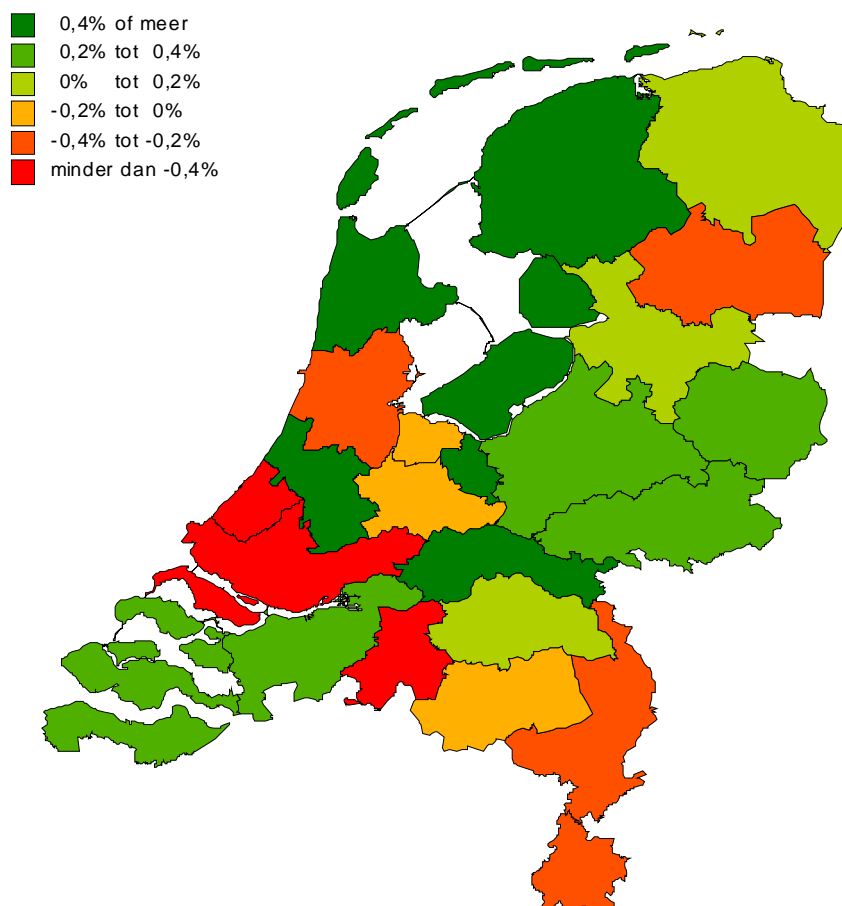 0,4% of meer
0,2% tot 0,4%
0% tot 0,2%
-0,2% tot 0%
-0,4% tot -0,2%
minder dan -0,4%